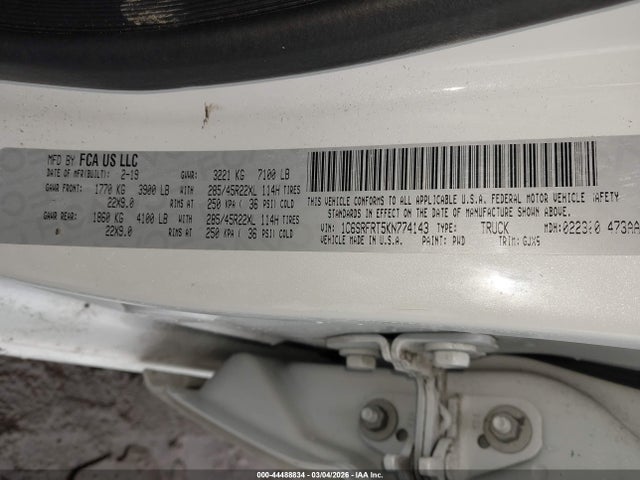 MFD BY FCA US LLC
DATE OF MFR(BUILT): 2-19 GVWR: 3221 KG 7100 LB
GAWR FRONT: 1770 KG 3900 LB WITH 285/45R22XL 114H TIRES
22X9.0 RIMS AT 250 KPA ( 36 PSI) COLD
GAWR REAR: 1860 KG 4100 LB WITH 285/45R22XL 114H TIRES
22X9.0 RIMS AT 250 KPA ( 36 PSI) COLD
THIS VEHICLE CONFORMS TO ALL APPLICABLE U.S.A. FEDERAL MOTOR VEHICLE SAFETY
STANDARDS IN EFFECT ON THE DATE OF MANUFACTURE SHOWN ABOVE.
VIN: 1C6SRFRT5KN774143 TYPE: TRUCK MDH: 473AA
VEHICLE MADE IN U.S.A. PAINT: PWD TRIM: GJX9
000-44488834 | 03/04/2026 - IAA Inc.